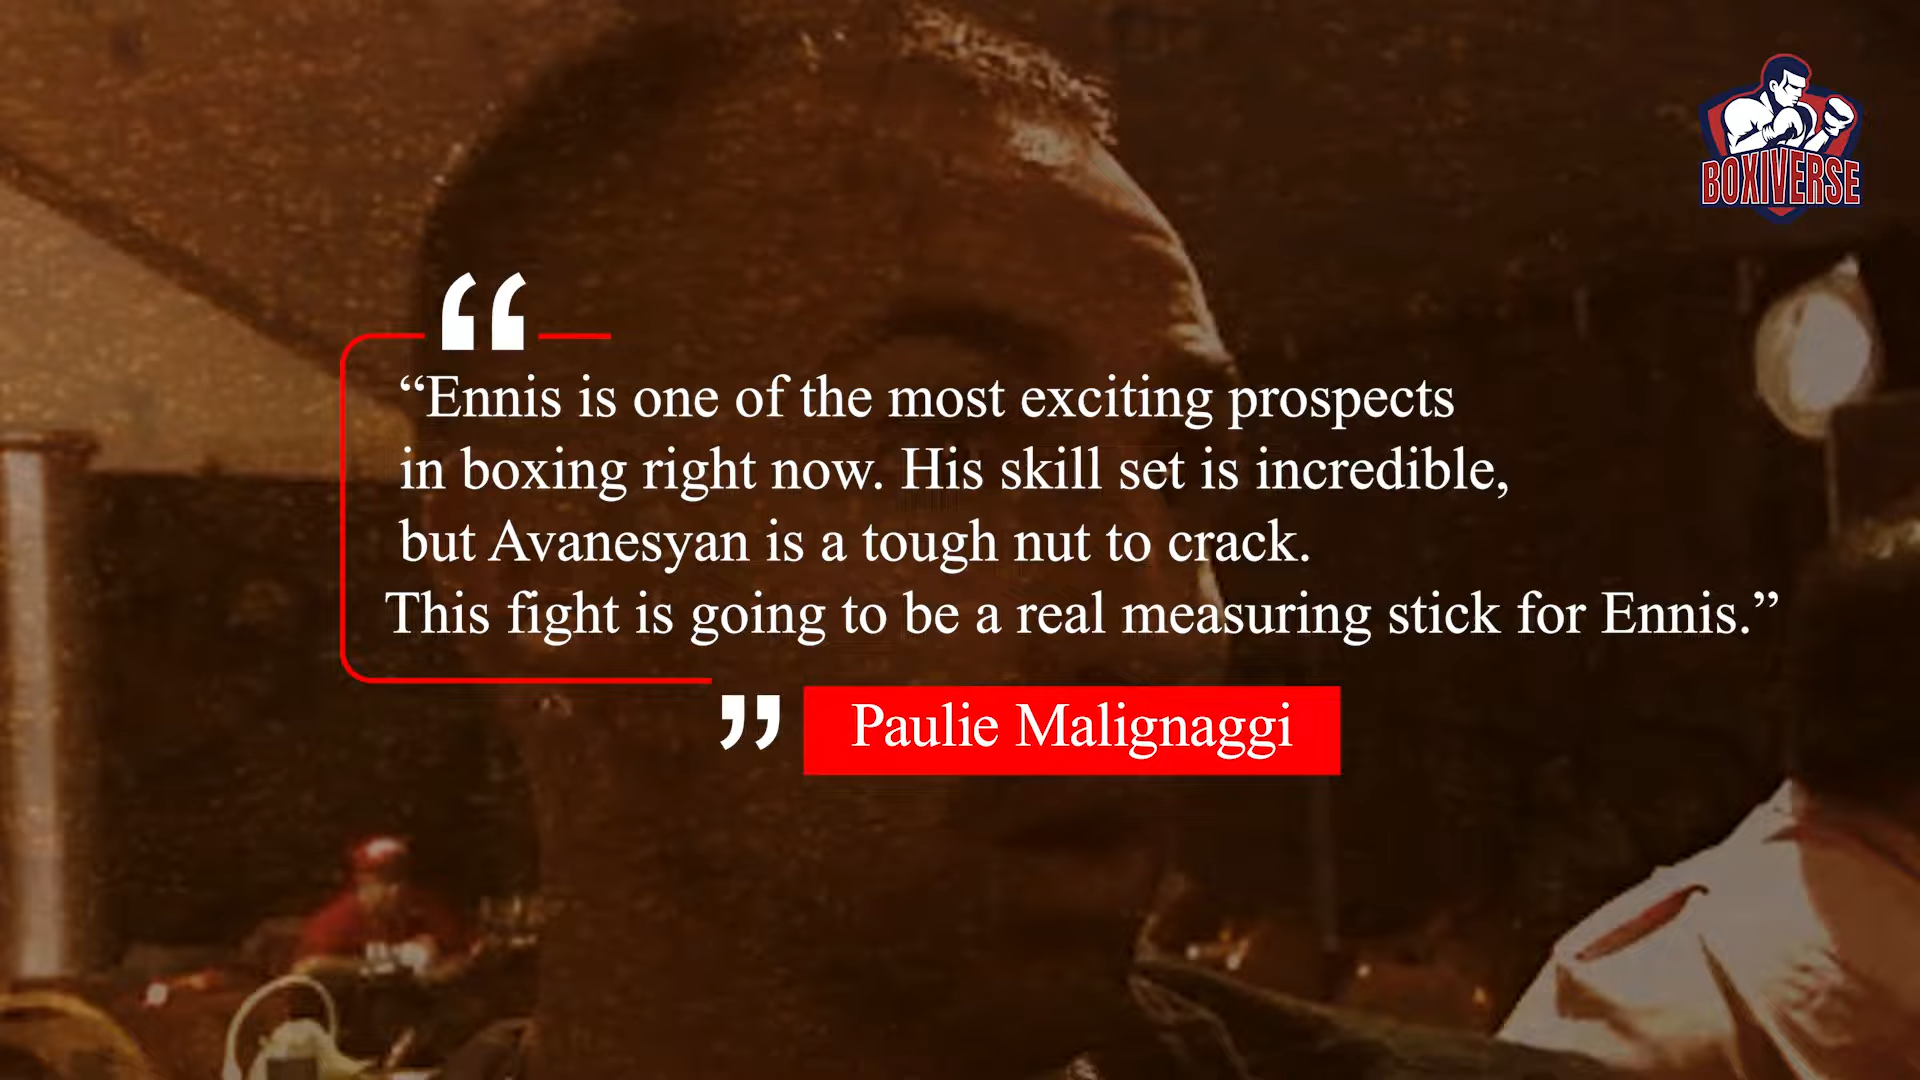 BOXIVERSE
“
“Ennis is one of the most exciting prospects
in boxing right now. His skill set is incredible,
but Avanesyan is a tough nut to crack.
This fight is going to be a real measuring stick for Ennis.”
”
Paulie Malignaggi